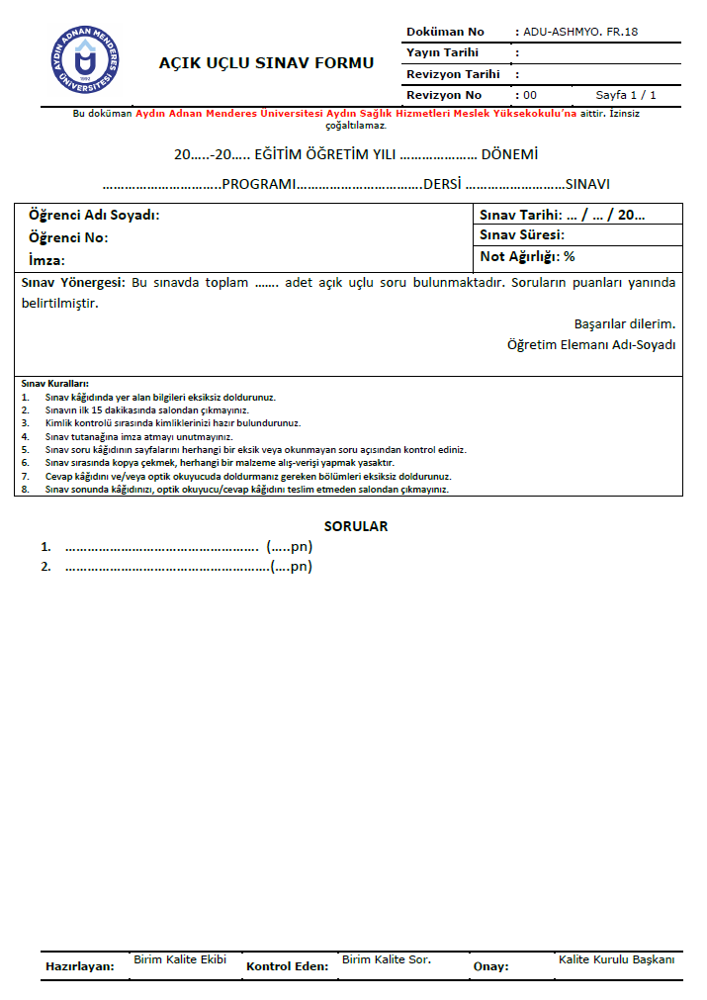 AYDIN ADNAN MENDERES ÜNİVERSİTESİ
1992
AÇIK UÇLU SINAV FORMU
Doküman No : ADU-ASHMYO. FR.18
Yayın Tarihi :
Revizyon Tarihi :
Revizyon No : 00 Sayfa 1 / 1
Bu doküman Aydın Adnan Menderes Üniversitesi Aydın Sağlık Hizmetleri Meslek Yüksekokulu’na aittir. İzinsiz
çoğaltılamaz.
20…..-20….. EĞİTİM ÖĞRETİM YILI ………………… DÖNEMİ
…………………………..PROGRAMI…………………………….DERSİ ………………………SINAVI
Öğrenci Adı Soyadı:
Öğrenci No:
İmza:
Sınav Tarihi: … / … / 20…
Sınav Süresi:
Not Ağırlığı: %
Sınav Yönergesi: Bu sınavda toplam ……. adet açık uçlu soru bulunmaktadır. Soruların puanları yanında
belirtilmiştir.
Başarılar dilerim.
Öğretim Elemanı Adı-Soyadı
Sınav Kuralları:
1. Sınav kâğıdında yer alan bilgileri eksiksiz doldurunuz.
2. Sınavın ilk 15 dakikasında salondan çıkmayınız.
3. Kimlik kontrolü sırasında kimliklerinizi hazır bulundurunuz.
4. Sınav tutanağına imza atmayı unutmayınız.
5. Sınav soru kâğıdının sayfalarını herhangi bir eksik veya okunmayan soru açısından kontrol ediniz.
6. Sınav sırasında kopya çekmek, herhangi bir malzeme alış-verişi yapmak yasaktır.
7. Cevap kâğıdını ve/veya optik okuyucuda doldurmanız gereken bölümleri eksiksiz doldurunuz.
8. Sınav sonunda kâğıdınızı, optik okuyucu/cevap kâğıdını teslim etmeden salondan çıkmayınız.
SORULAR
1. ……………………………………………. (…..pn)
2. ……………………………………………….(….pn)
Hazırlayan: Birim Kalite Ekibi Kontrol Eden: Birim Kalite Sor. Onay: Kalite Kurulu Başkanı